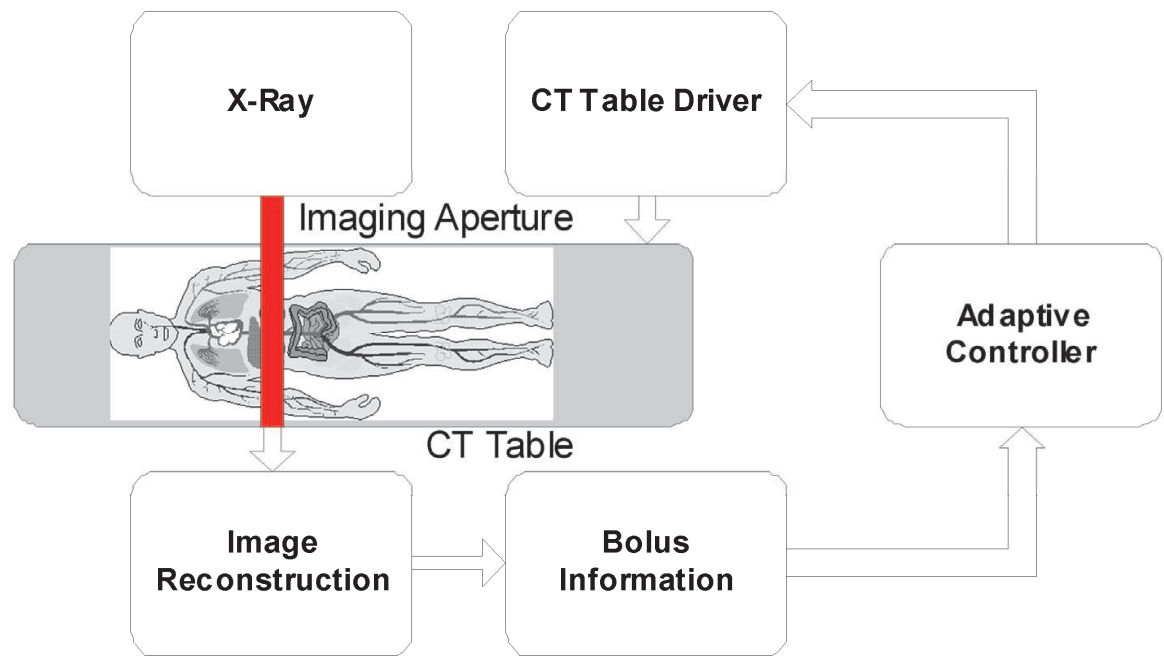 X-Ray
CT Table Driver
Imaging Aperture
Adaptive
Controller
CT Table
Image
Reconstruction
Bolus
Information